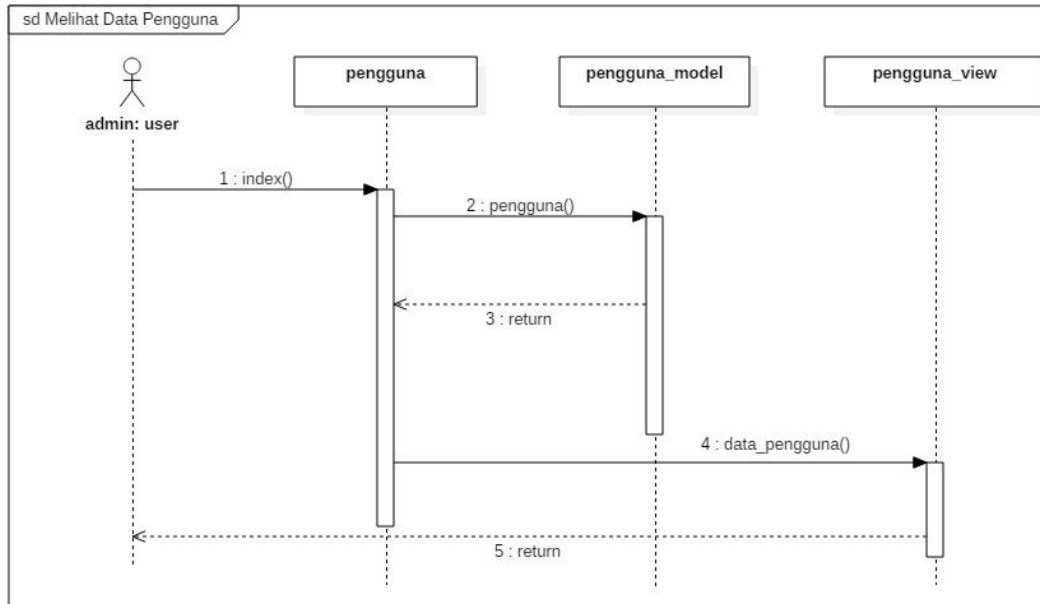 sd Melihat Data Pengguna
pengguna
pengguna_model
pengguna_view
admin: user
1 : index()
2 : pengguna()
3 : return
4 : data_pengguna()
5 : return